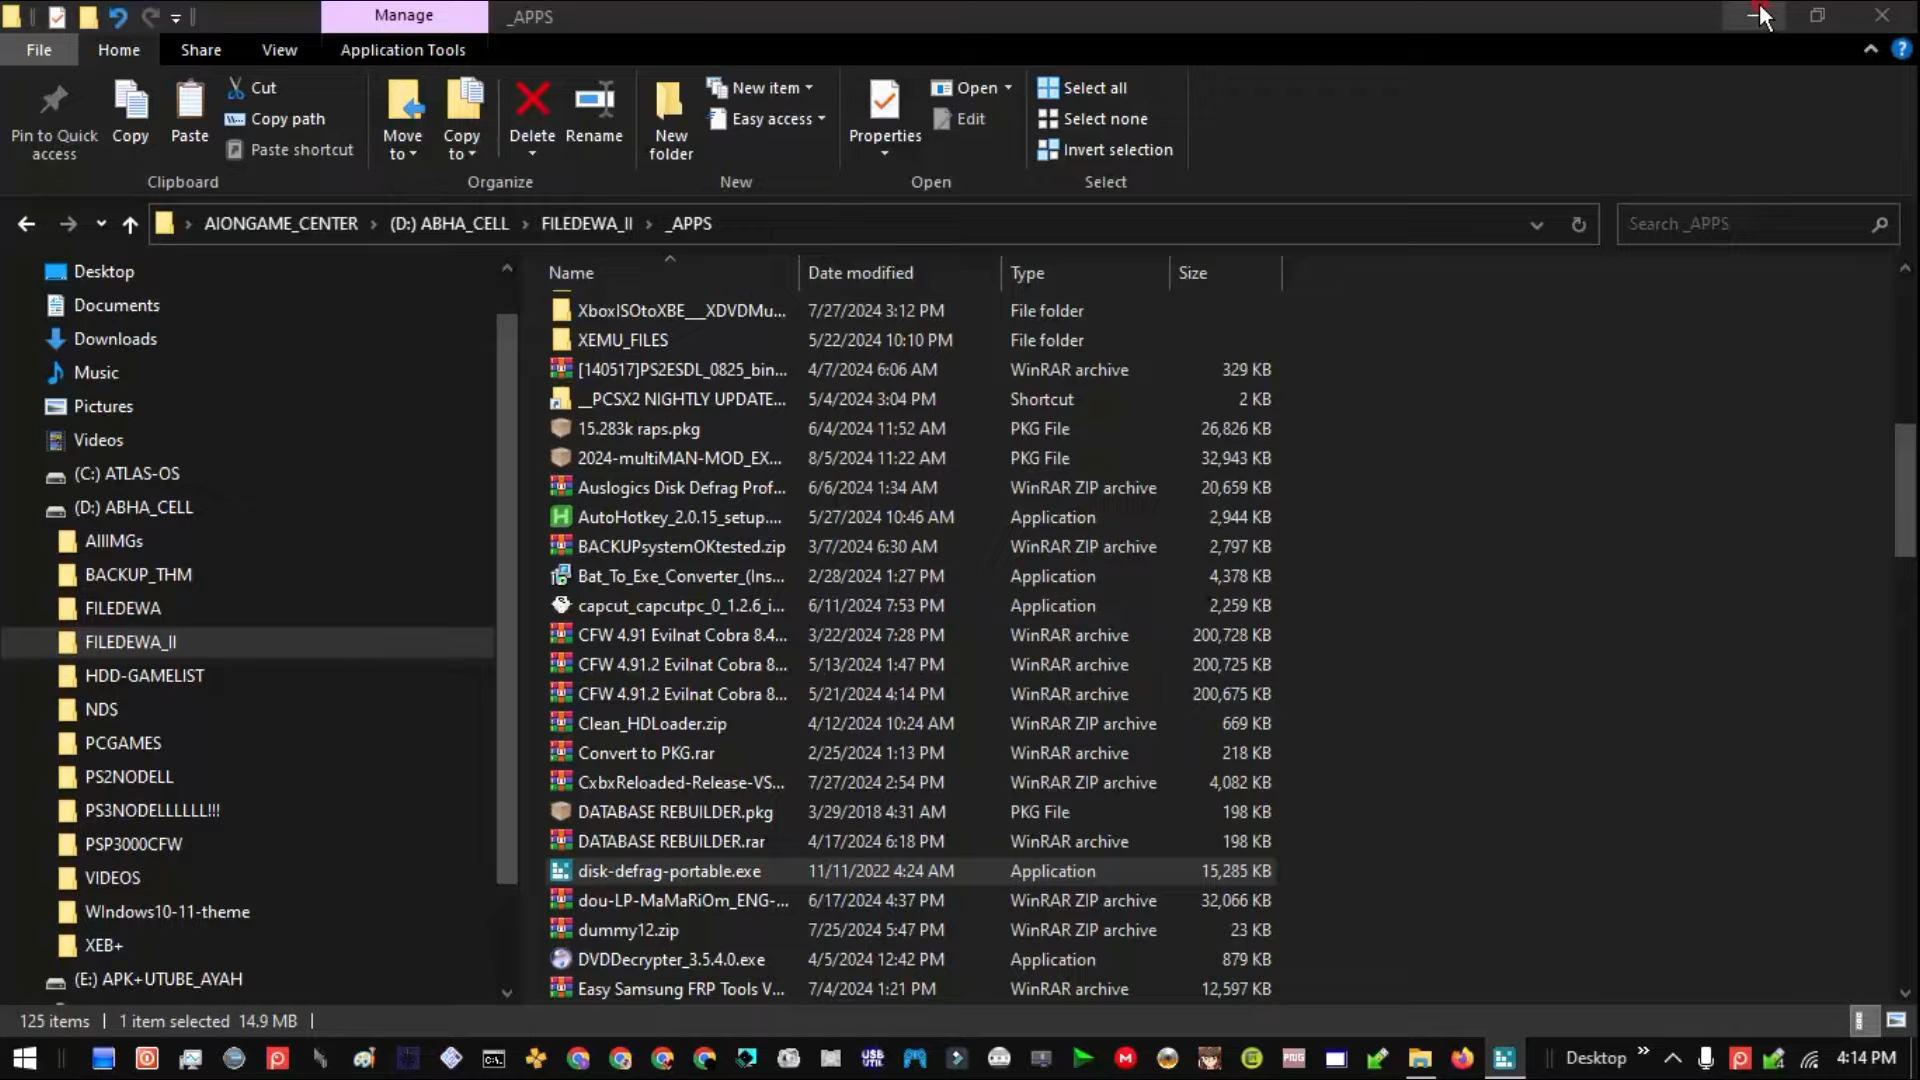 Manage
_APPS
File
Home
Share
View
Application Tools
Pin to Quick access
Copy
Paste
Cut
Copy path
Paste shortcut
Clipboard
Move to
Copy to
Delete
Rename
Organize
New folder
New item
Easy access
New
Properties
Open
Edit
Open
Select all
Select none
Invert selection
Select
AIONGAME_CENTER > (D:) ABHA_CELL > FILEDEWA_II > _APPS
Search _APPS
Desktop
Documents
Downloads
Music
Pictures
Videos
(C:) ATLAS-OS
(D:) ABHA_CELL
AllIMGs
BACKUP_THM
FILEDEWA
FILEDEWA_II
HDD-GAMELIST
NDS
PCGAMES
PS2NODELL
PS3NODELLLLLL!!!
PSP3000CFW
VIDEOS
WIndows10-11-theme
XEB+
(E:) APK+UTUBE_AYAH
Name Date modified Type Size
XboxISOtoXBE___XDVDMu... 7/27/2024 3:12 PM File folder
XEMU_FILES 5/22/2024 10:10 PM File folder
[140517]PS2ESDL_0825_bin... 4/7/2024 6:06 AM WinRAR archive 329 KB
__PCSX2 NIGHTLY UPDATE... 5/4/2024 3:04 PM Shortcut 2 KB
15.283k raps.pkg 6/4/2024 11:52 AM PKG File 26,826 KB
2024-multiMAN-MOD_EX... 8/5/2024 11:22 AM PKG File 32,943 KB
Auslogics Disk Defrag Prof... 6/6/2024 1:34 AM WinRAR ZIP archive 20,659 KB
AutoHotkey_2.0.15_setup.... 5/27/2024 10:46 AM Application 2,944 KB
BACKUPsystemOKtested.zip 3/7/2024 6:30 AM WinRAR ZIP archive 2,797 KB
Bat_To_Exe_Converter_(Ins... 2/28/2024 1:27 PM Application 4,378 KB
capcut_capcutpc_0_1.2.6_i... 6/11/2024 7:53 PM Application 2,259 KB
CFW 4.91 Evilnat Cobra 8.4... 3/22/2024 7:28 PM WinRAR archive 200,728 KB
CFW 4.91.2 Evilnat Cobra 8... 5/13/2024 1:47 PM WinRAR archive 200,725 KB
CFW 4.91.2 Evilnat Cobra 8... 5/21/2024 4:14 PM WinRAR archive 200,675 KB
Clean_HDLoader.zip 4/12/2024 10:24 AM WinRAR ZIP archive 669 KB
Convert to PKG.rar 2/25/2024 1:13 PM WinRAR archive 218 KB
CxbxReloaded-Release-VS... 7/27/2024 2:54 PM WinRAR ZIP archive 4,082 KB
DATABASE REBUILDER.pkg 3/29/2018 4:31 AM PKG File 198 KB
DATABASE REBUILDER.rar 4/17/2024 6:18 PM WinRAR archive 198 KB
disk-defrag-portable.exe 11/11/2022 4:24 AM Application 15,285 KB
dou-LP-MaMaRiOm_ENG-... 6/17/2024 4:37 PM WinRAR ZIP archive 32,066 KB
dummy12.zip 7/25/2024 5:47 PM WinRAR ZIP archive 23 KB
DVDDecrypter_3.5.4.0.exe 4/5/2024 12:42 PM Application 879 KB
Easy Samsung FRP Tools V... 7/4/2024 1:21 PM WinRAR archive 12,597 KB
125 items | 1 item selected 14.9 MB |
USB UTIL
PNG
Desktop
4:14 PM